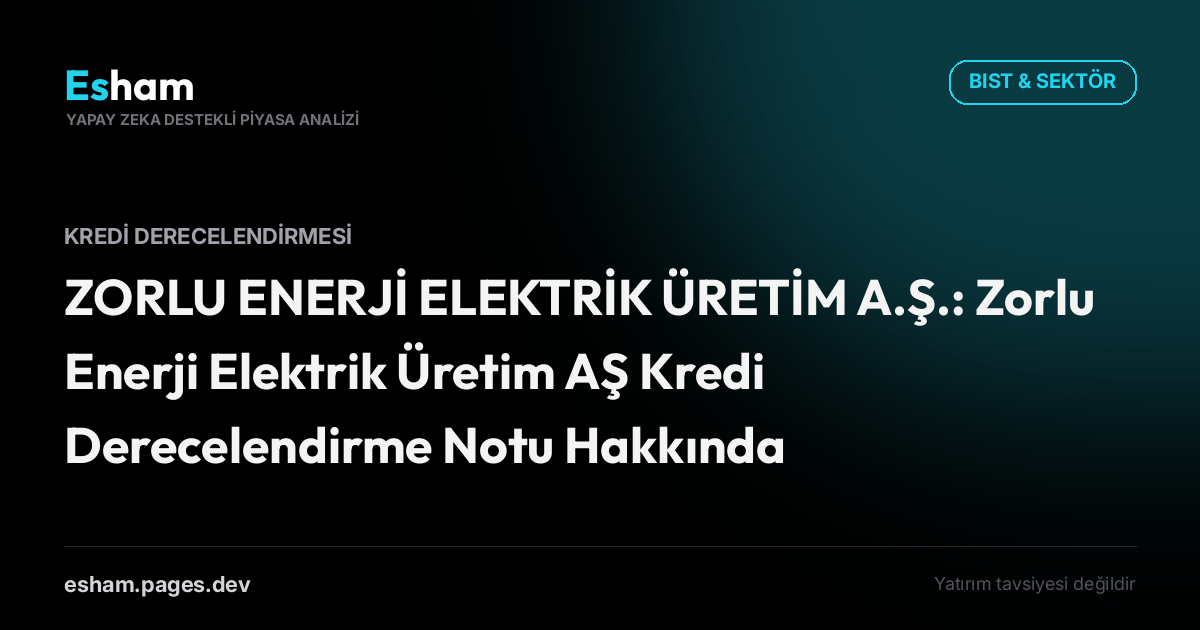 Esham
YAPAY ZEKA DESTEKLİ PİYASA ANALİZİ
BIST & SEKTÖR
KREDİ DERECELENDİRMESİ
ZORLU ENERJİ ELEKTRİK ÜRETİM A.Ş.: Zorlu
Enerji Elektrik Üretim AŞ Kredi
Derecelendirme Notu Hakkında
esham.pages.dev
Yatırım tavsiyesi değildir